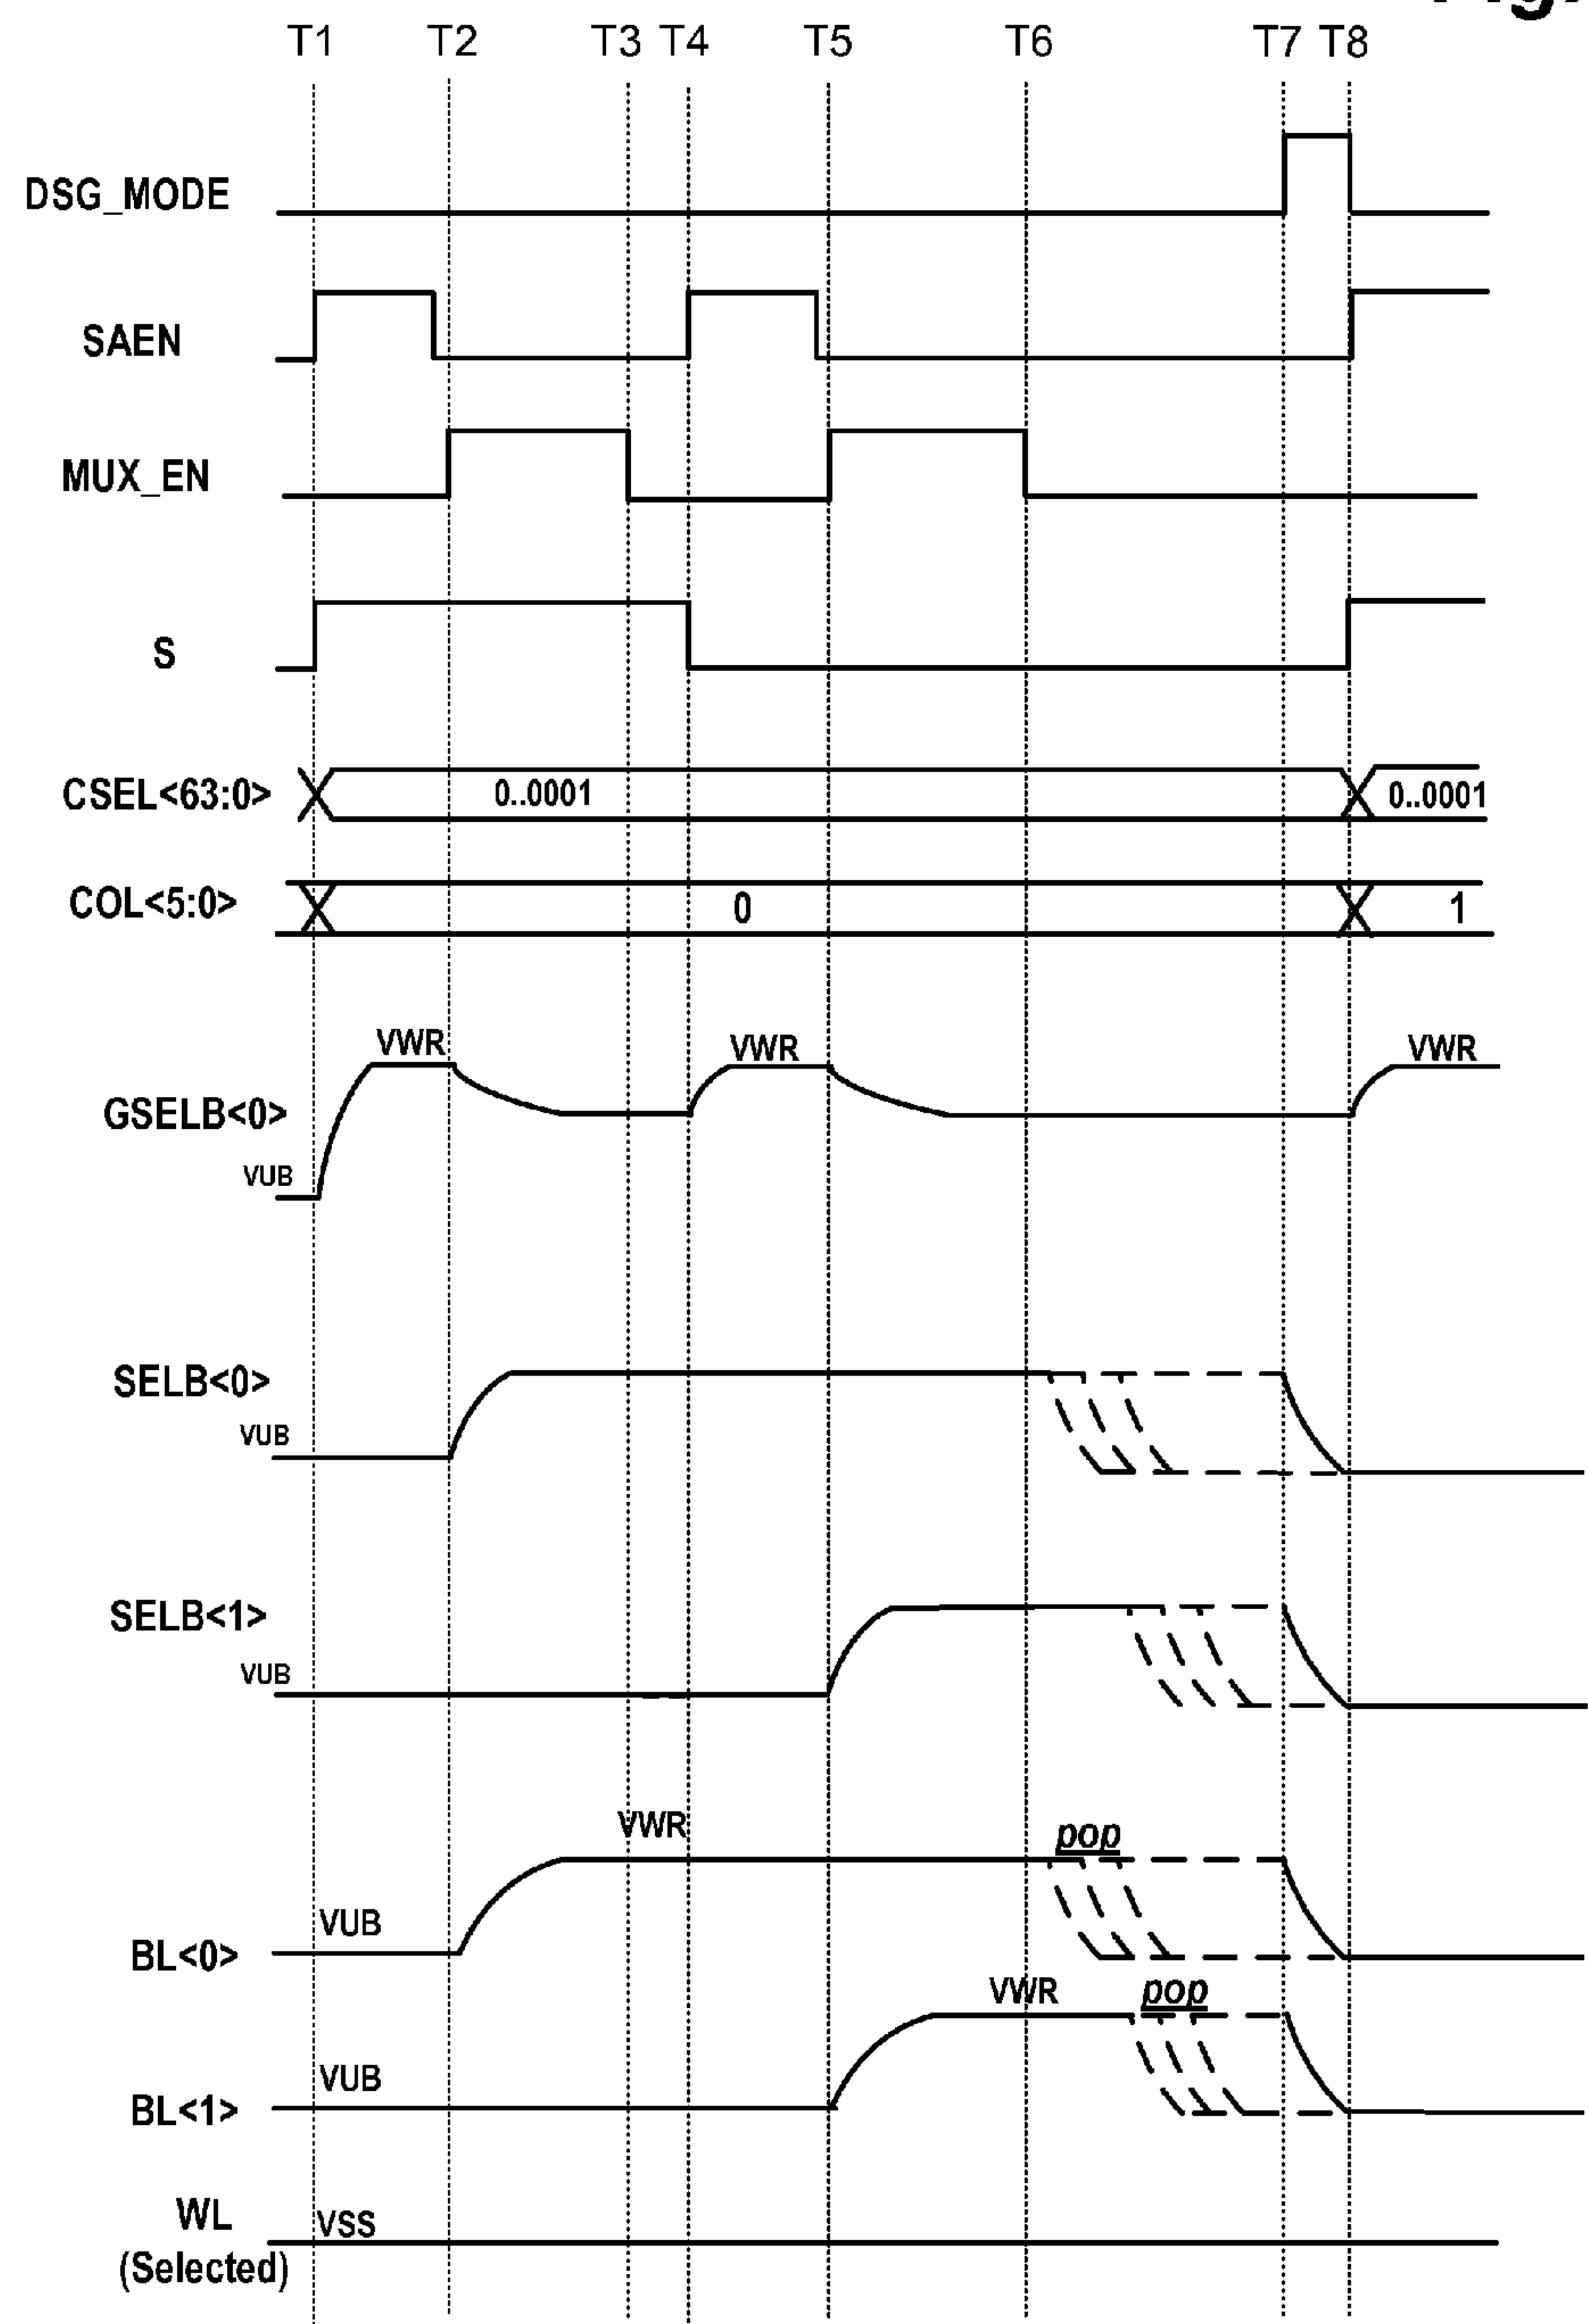 T1 T2 T3 T4 T5 T6 T7 T8
DSG_MODE
SAEN
MUX_EN
S
CSEL<63:0> 0..0001 0..0001
COL<5:0> 0 1
VWR VWR VWR
GSELB<0>
VUB
SELB<0>
VUB
SELB<1>
VUB
VWR pop
VUB
BL<0>
VWR pop
VUB
BL<1>
WL VSS
(Selected)